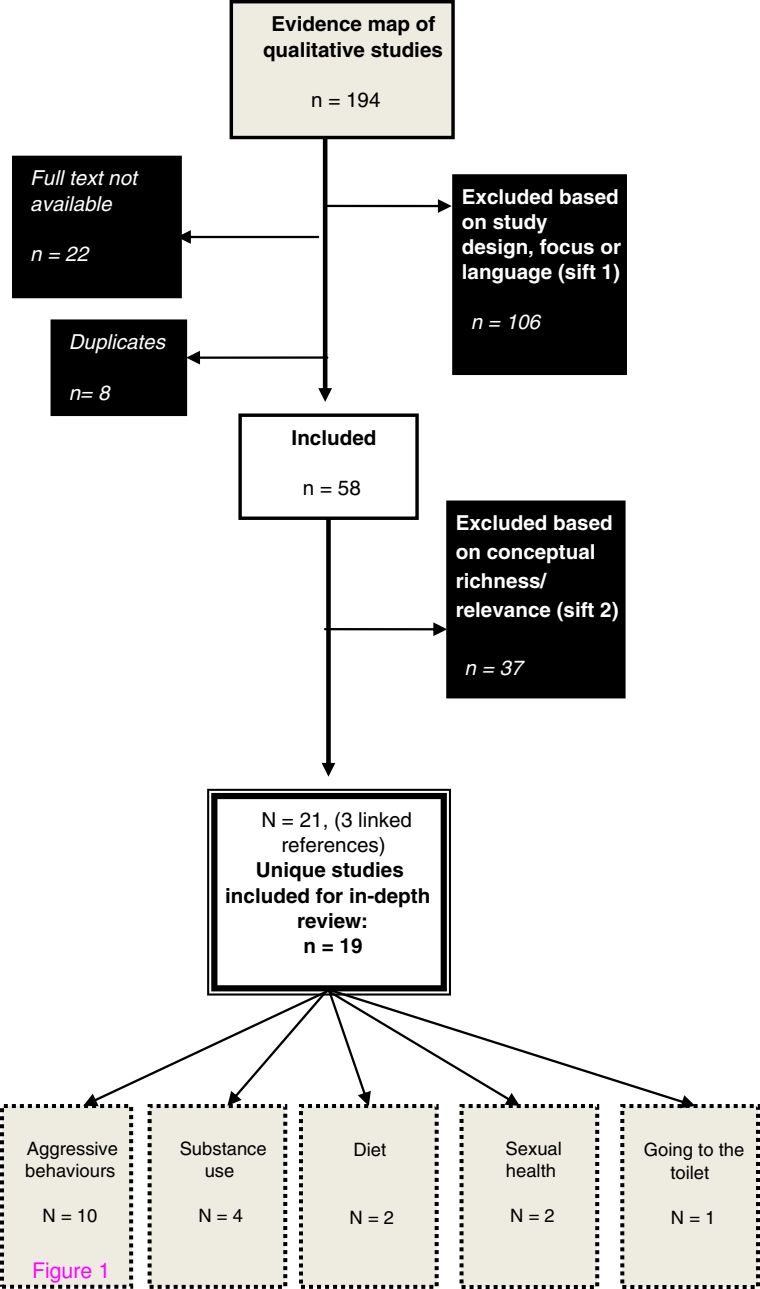 Evidence map of
qualitative studies
n = 194
Full text not
available
n = 22
Excluded based
on study
design, focus or
language (sift 1)
n = 106
Duplicates
n= 8
Included
n = 58
Excluded based
on conceptual
richness/
relevance (sift 2)
n = 37
N = 21, (3 linked
references)
Unique studies
included for in-depth
review:
n = 19
Aggressive
behaviours
N = 10
Substance
use
N = 4
Diet
N = 2
Sexual
health
N = 2
Going to the
toilet
N = 1
Figure 1